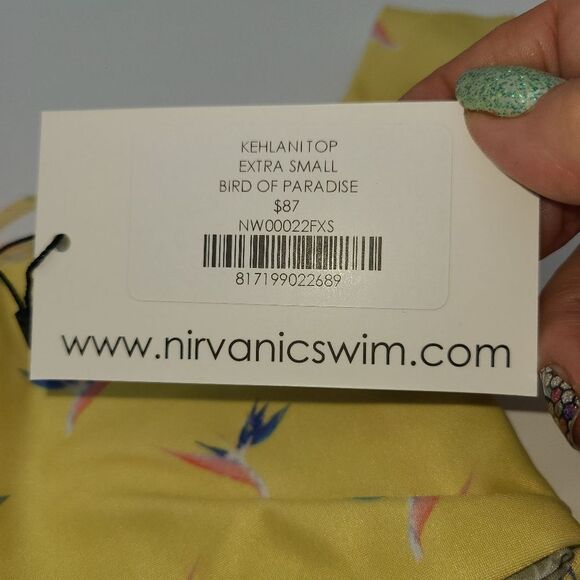 KEHLANI TOP
EXTRA SMALL
BIRD OF PARADISE
$87
NW00022FXS
817199022689
www.nirvanicswim.com